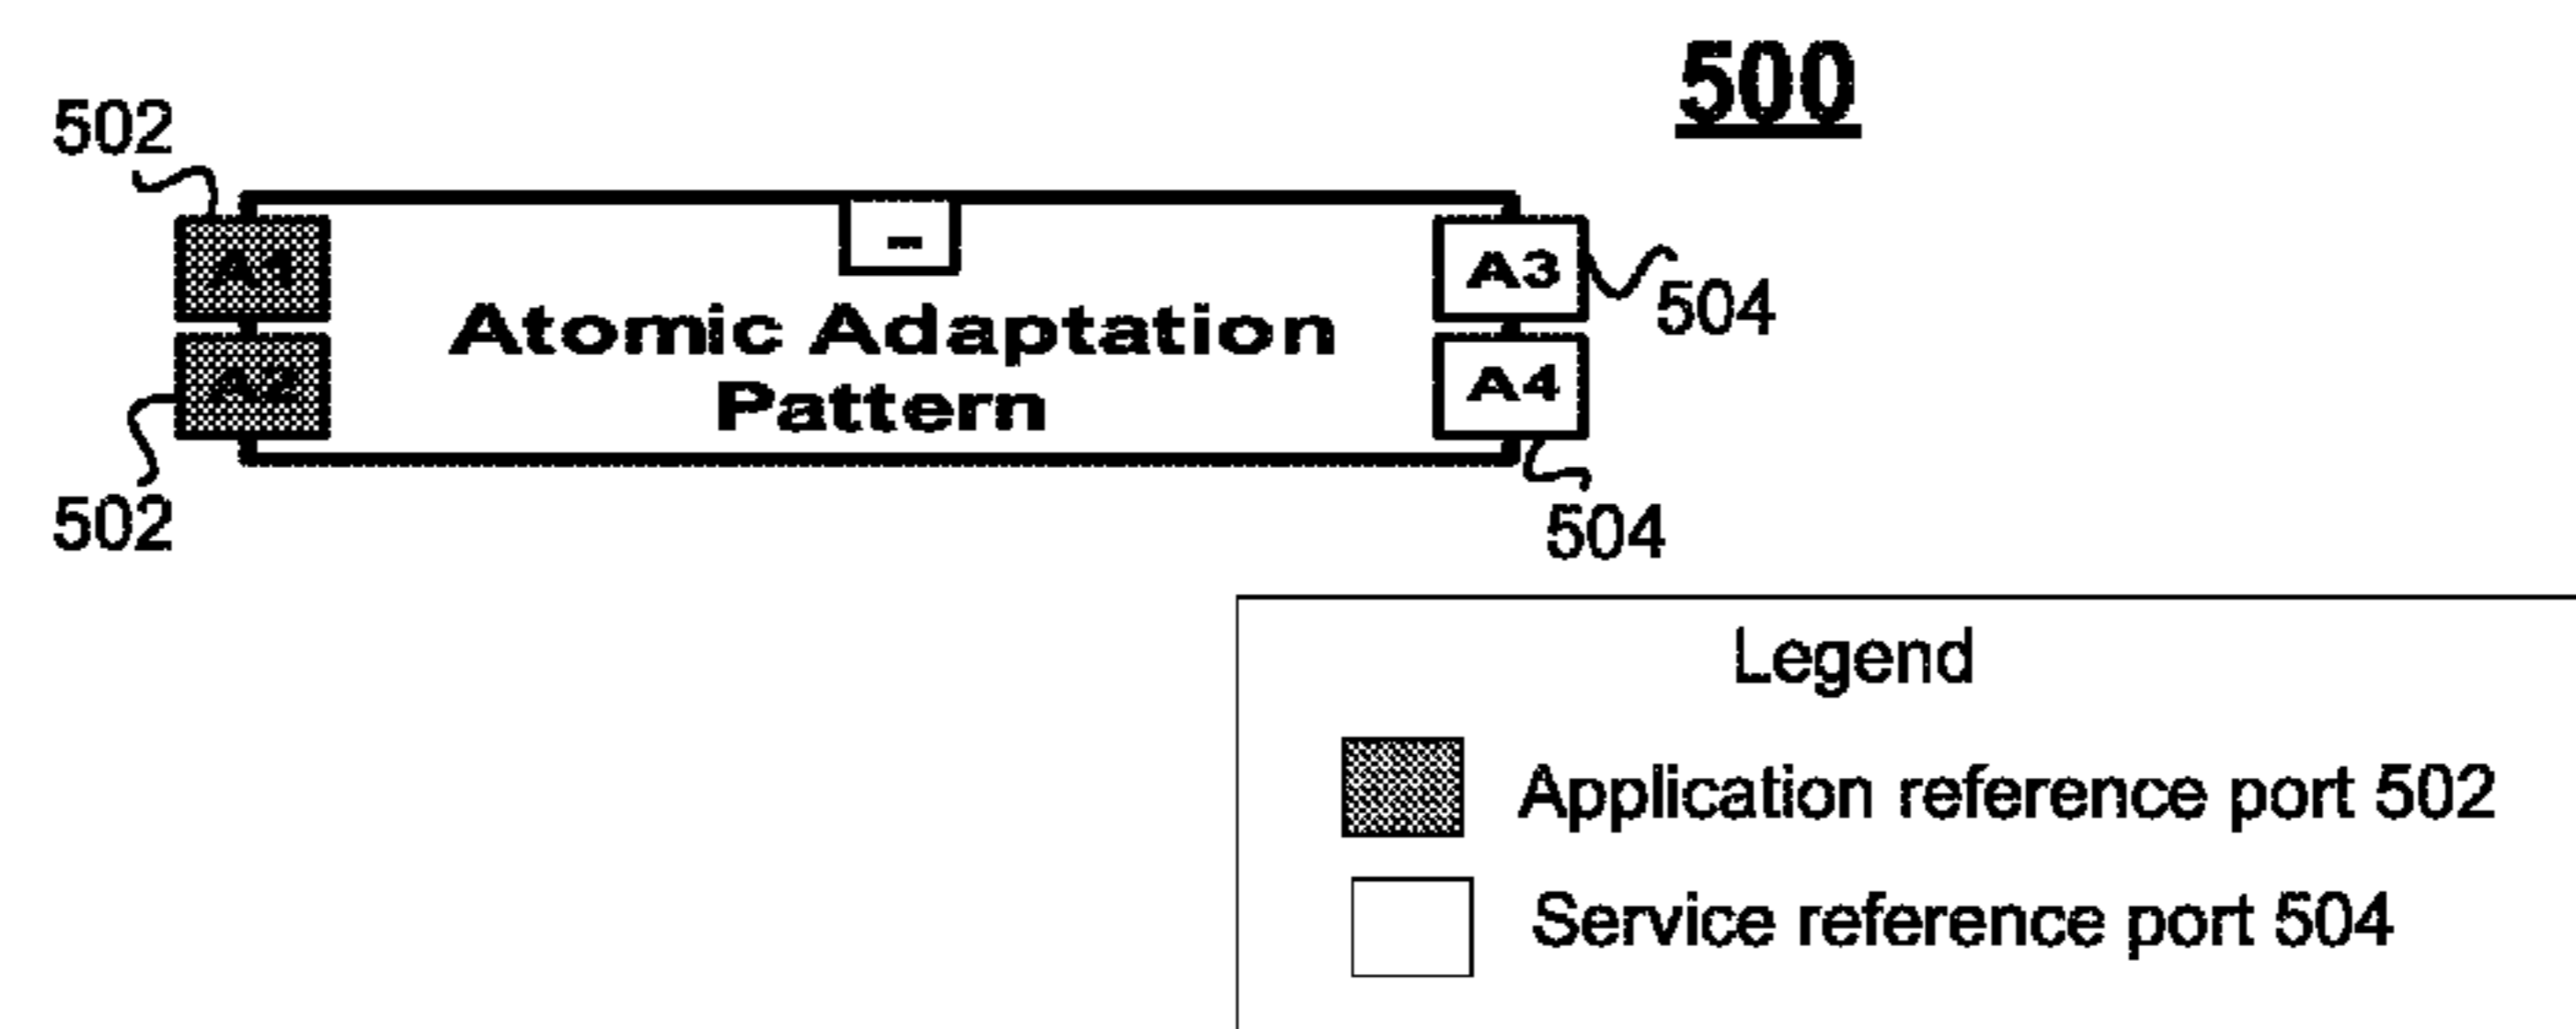 500
502
A1
-
A3
Atomic Adaptation
504
A2
Pattern
A4
502
504
Legend
Application reference port 502
Service reference port 504